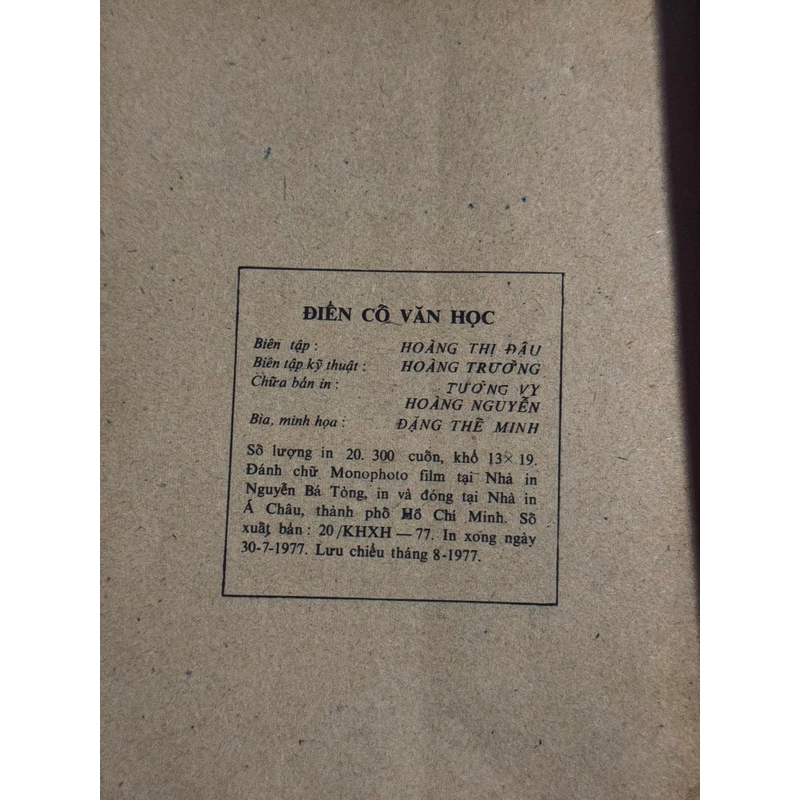 ĐIỂN CỐ VĂN HỌC
Biên tập : HOÀNG THỊ ĐẬU
Biên tập kỹ thuật : HOÀNG TRƯỞNG
Chữa bản in : TƯỜNG VY
HOÀNG NGUYỄN
Bìa, minh họa : ĐẶNG THẾ MINH
Số lượng in 20. 300 cuốn, khổ 13 × 19.
Đánh chữ Monophoto film tại Nhà in
Nguyễn Bá Tòng, in và đóng tại Nhà in
Á Châu, thành phố Hồ Chí Minh. Số
xuất bản : 20/KHXH — 77. In xong ngày
30-7-1977. Lưu chiểu tháng 8-1977.